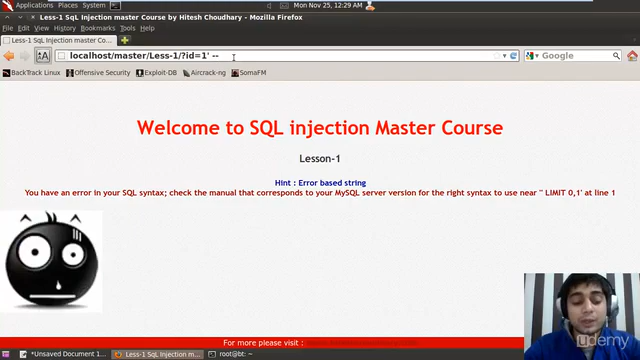 Applications Places System
Mon Nov 25, 12:29 AM
Less-1 SqL Injection master Course by Hitesh Choudhary - Mozilla Firefox
File Edit View History Bookmarks Tools Help
Less-1 SqL Injection master Cou...
localhost/master/Less-1/?id=1' --
Google
BackTrack Linux Offensive Security Exploit-DB Aircrack-ng SomaFM
Welcome to SQL injection Master Course
Lesson-1
Hint : Error based string
You have an error in your SQL syntax; check the manual that corresponds to your MySQL server version for the right syntax to use near '' LIMIT 0,1' at line 1
For more please visit :
*Unsaved Document 1... Less-1 SqL Injection m... root@bt: ~
udemy